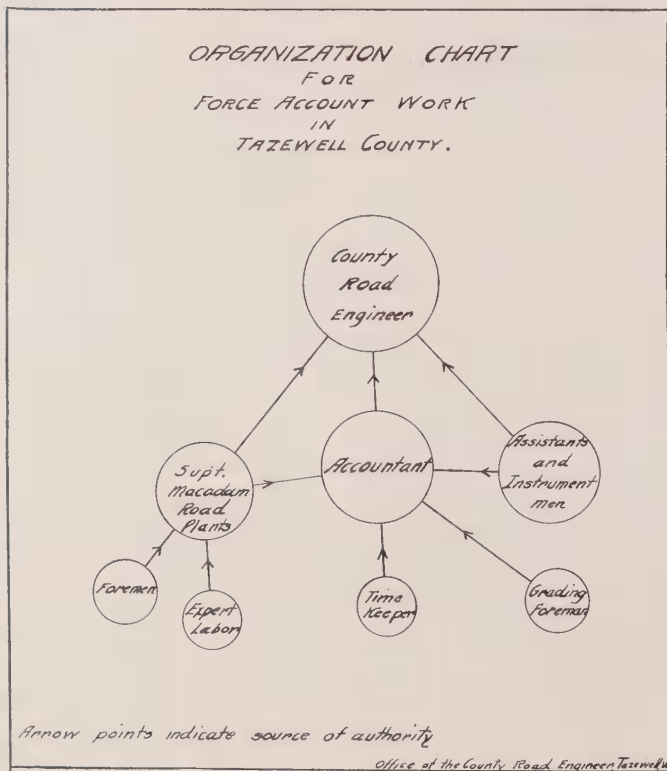 ORGANIZATION CHART
FOR
FORCE ACCOUNT WORK
IN
TAZEWELL COUNTY.
County
Road
Engineer
Supt.
Macadam
Road
Plants
Accountant
Assistants
and
Instrument
men
Foremen
Expert
Labor
Time
Keeper
Grading
Foreman
Arrow points indicate source of authority
Office of the County Road Engineer, Tazewell,